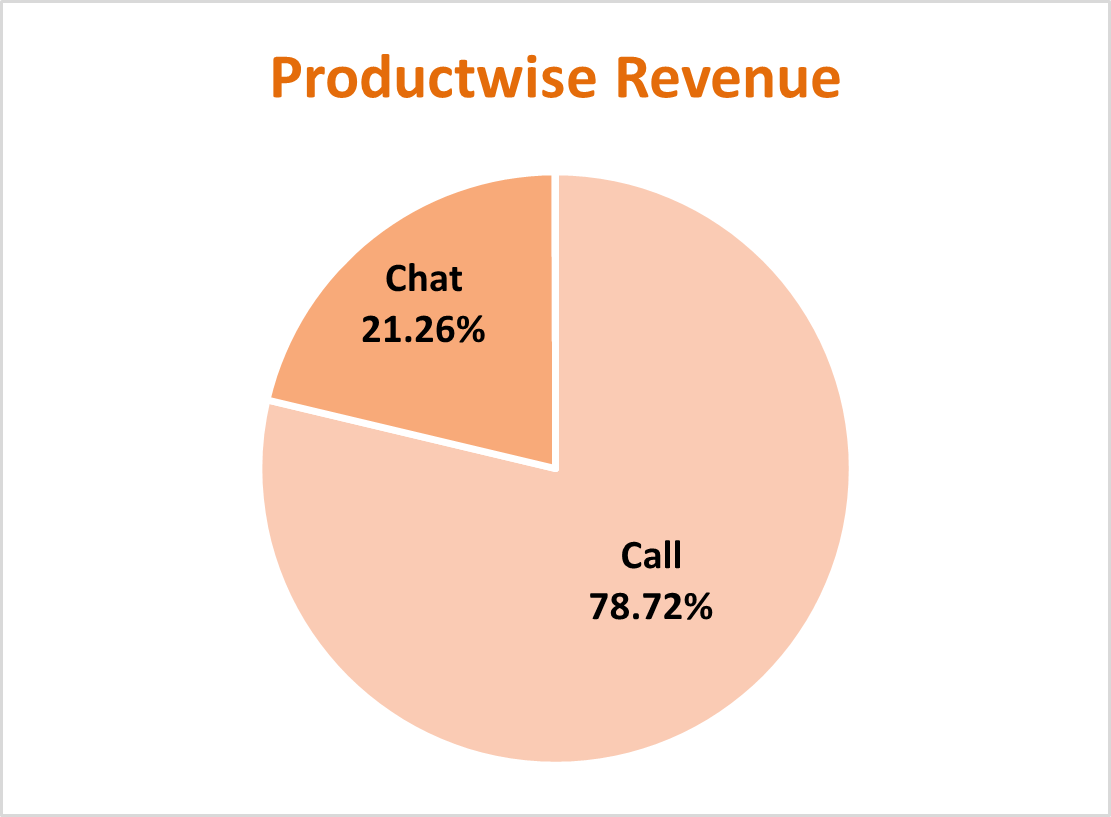 Productwise Revenue
Chat
21.26%
Call
78.72%